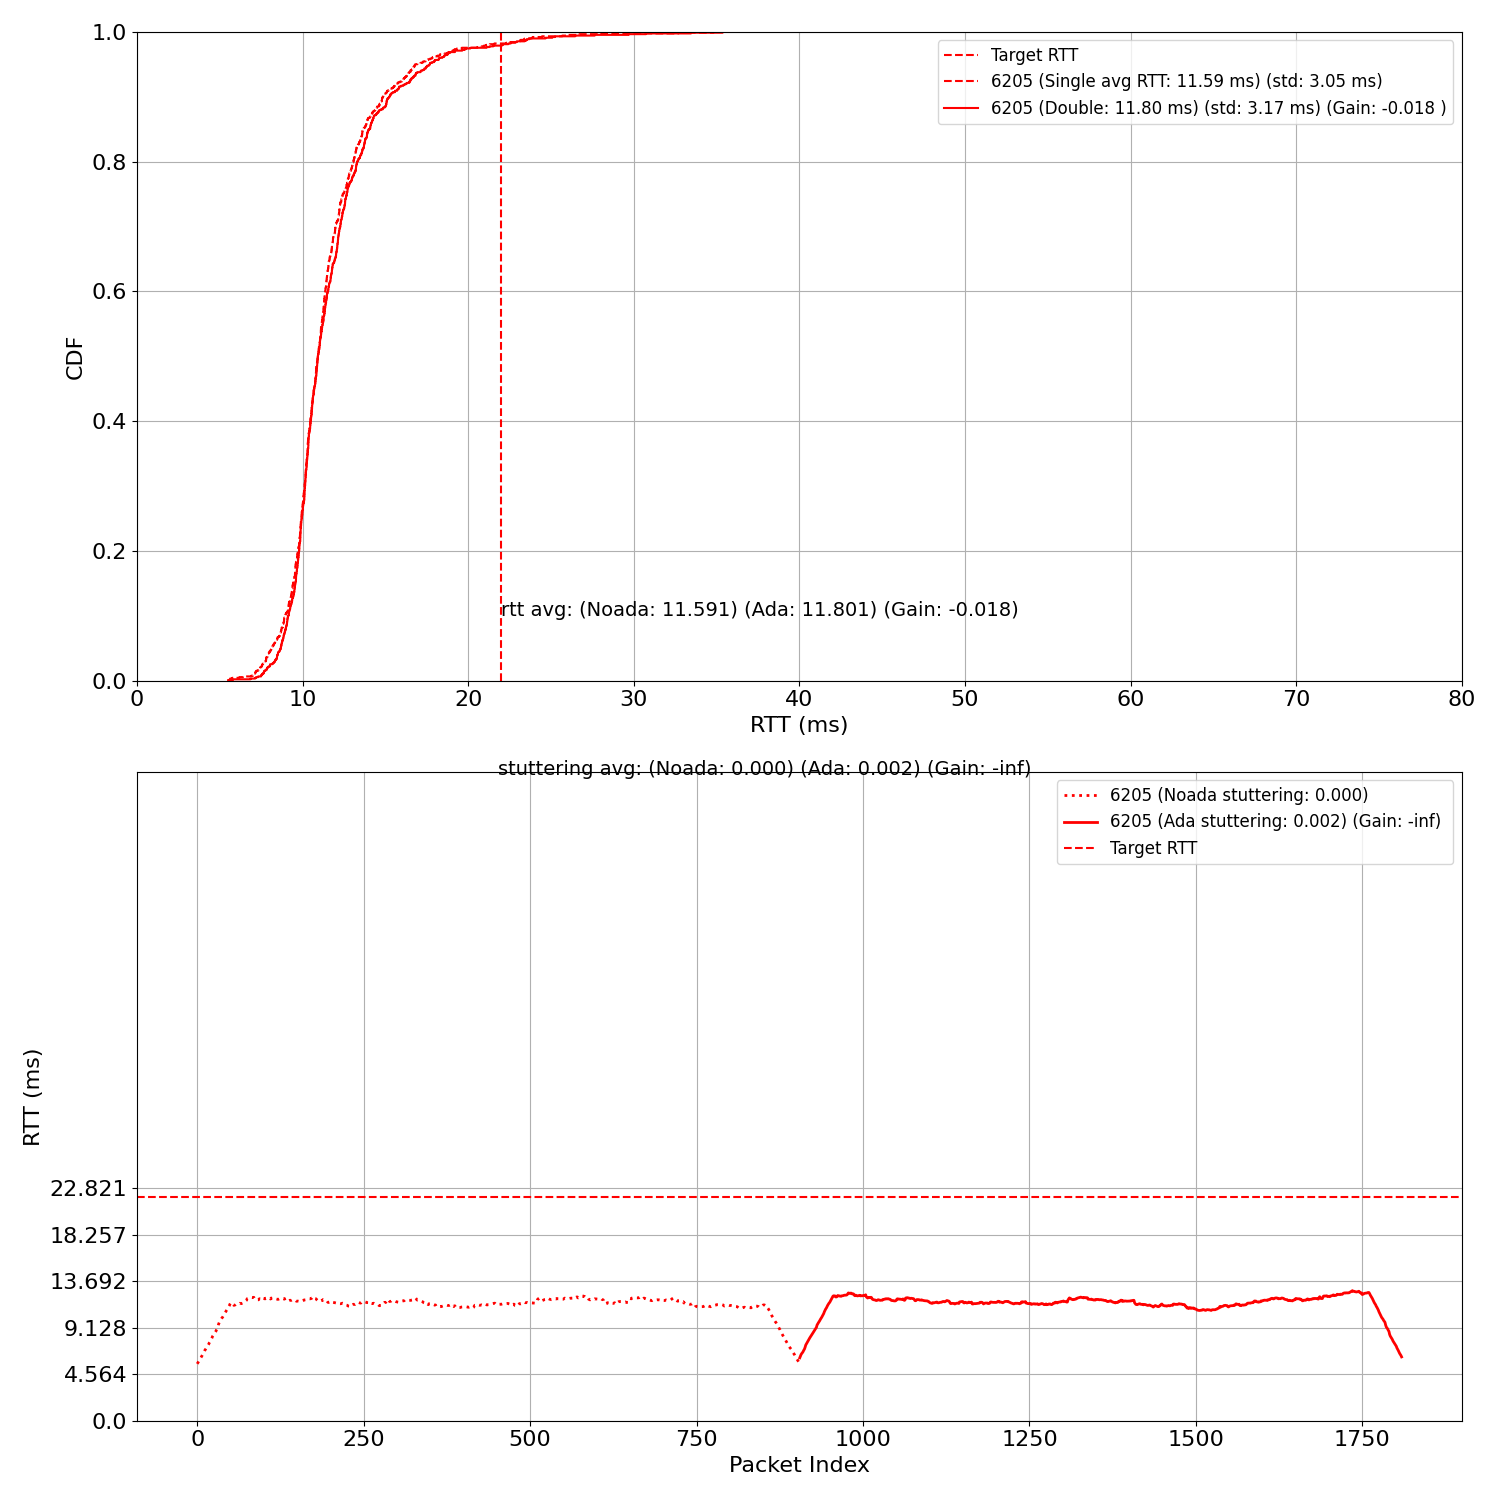 1.0
0.8
0.6
0.4
0.2
0.0
CDF
Target RTT
6205 (Single avg RTT: 11.59 ms) (std: 3.05 ms)
6205 (Double: 11.80 ms) (std: 3.17 ms) (Gain: -0.018 )
rtt avg: (Noada: 11.591) (Ada: 11.801) (Gain: -0.018)
0 10 20 30 40 50 60 70 80
RTT (ms)
stuttering avg: (Noada: 0.000) (Ada: 0.002) (Gain: -inf)
6205 (Noada stuttering: 0.000)
6205 (Ada stuttering: 0.002) (Gain: -inf)
Target RTT
RTT (ms)
22.821
18.257
13.692
9.128
4.564
0.0
0 250 500 750 1000 1250 1500 1750
Packet Index